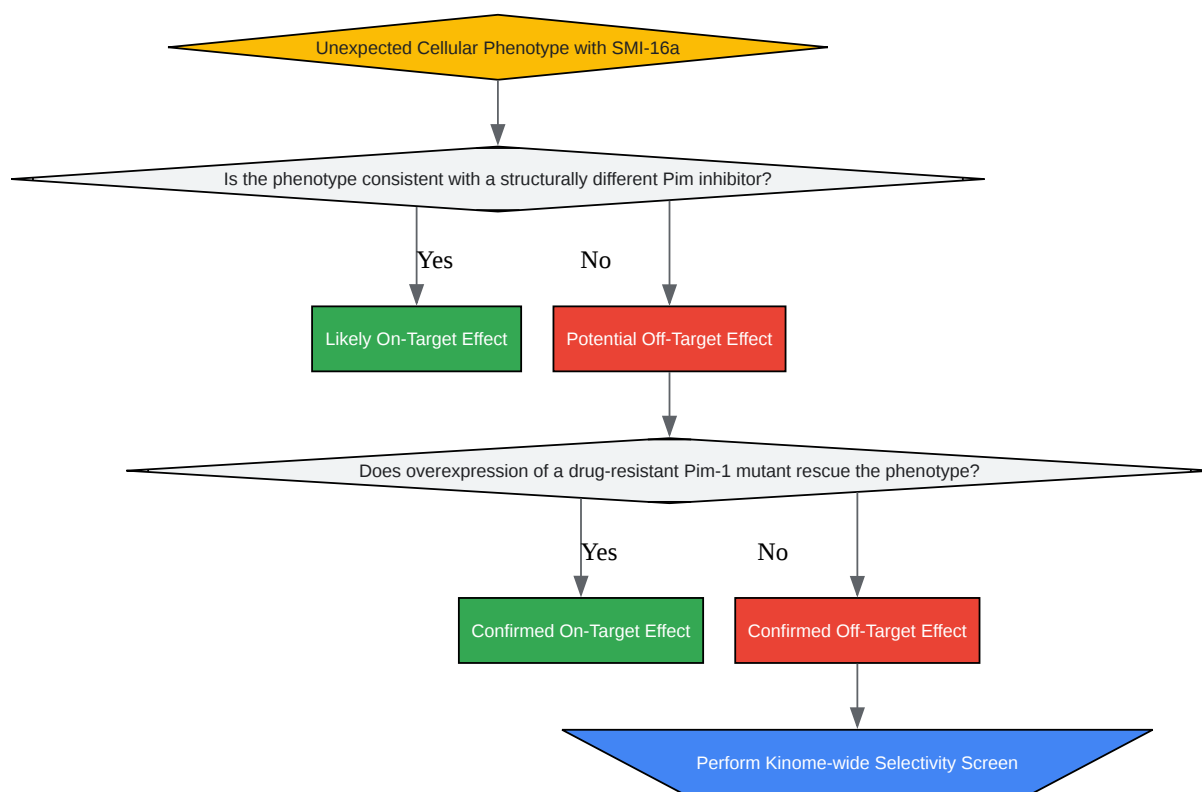 Unexpected Cellular Phenotype with SMI-16a
Is the phenotype consistent with a structurally different Pim inhibitor?
Yes
No
Likely On-Target Effect
Potential Off-Target Effect
Does overexpression of a drug-resistant Pim-1 mutant rescue the phenotype?
Yes
No
Confirmed On-Target Effect
Confirmed Off-Target Effect
Perform Kinome-wide Selectivity Screen